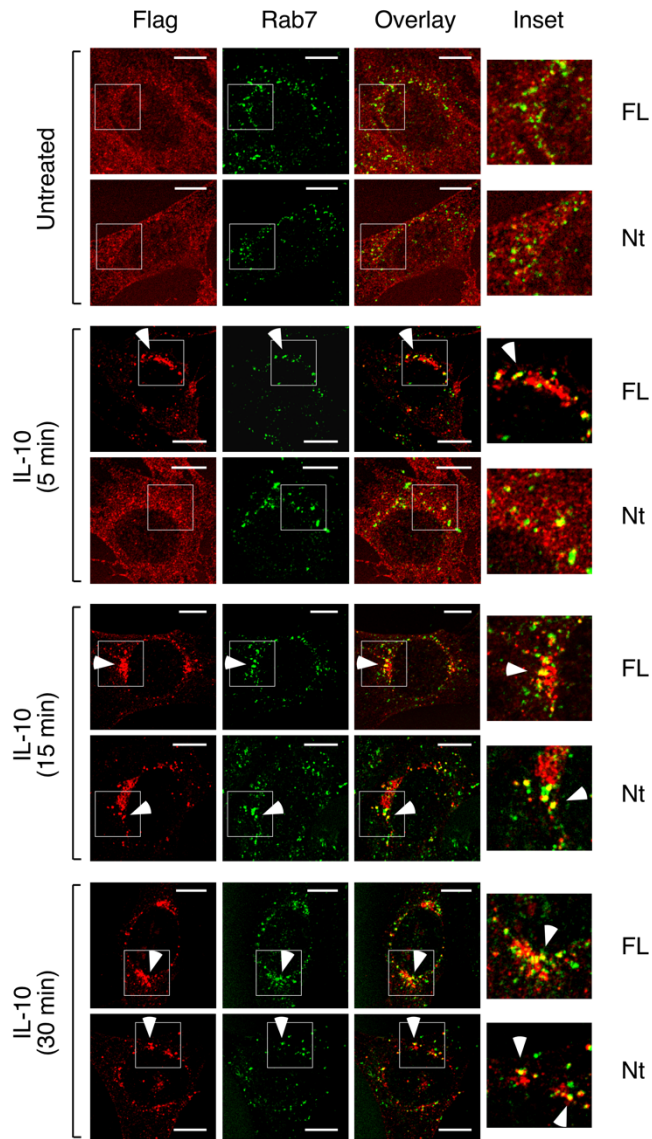 Flag Rab7 Overlay Inset
Untreated
FL
Nt
IL-10
(5 min)
FL
Nt
IL-10
(15 min)
FL
Nt
IL-10
(30 min)
FL
Nt